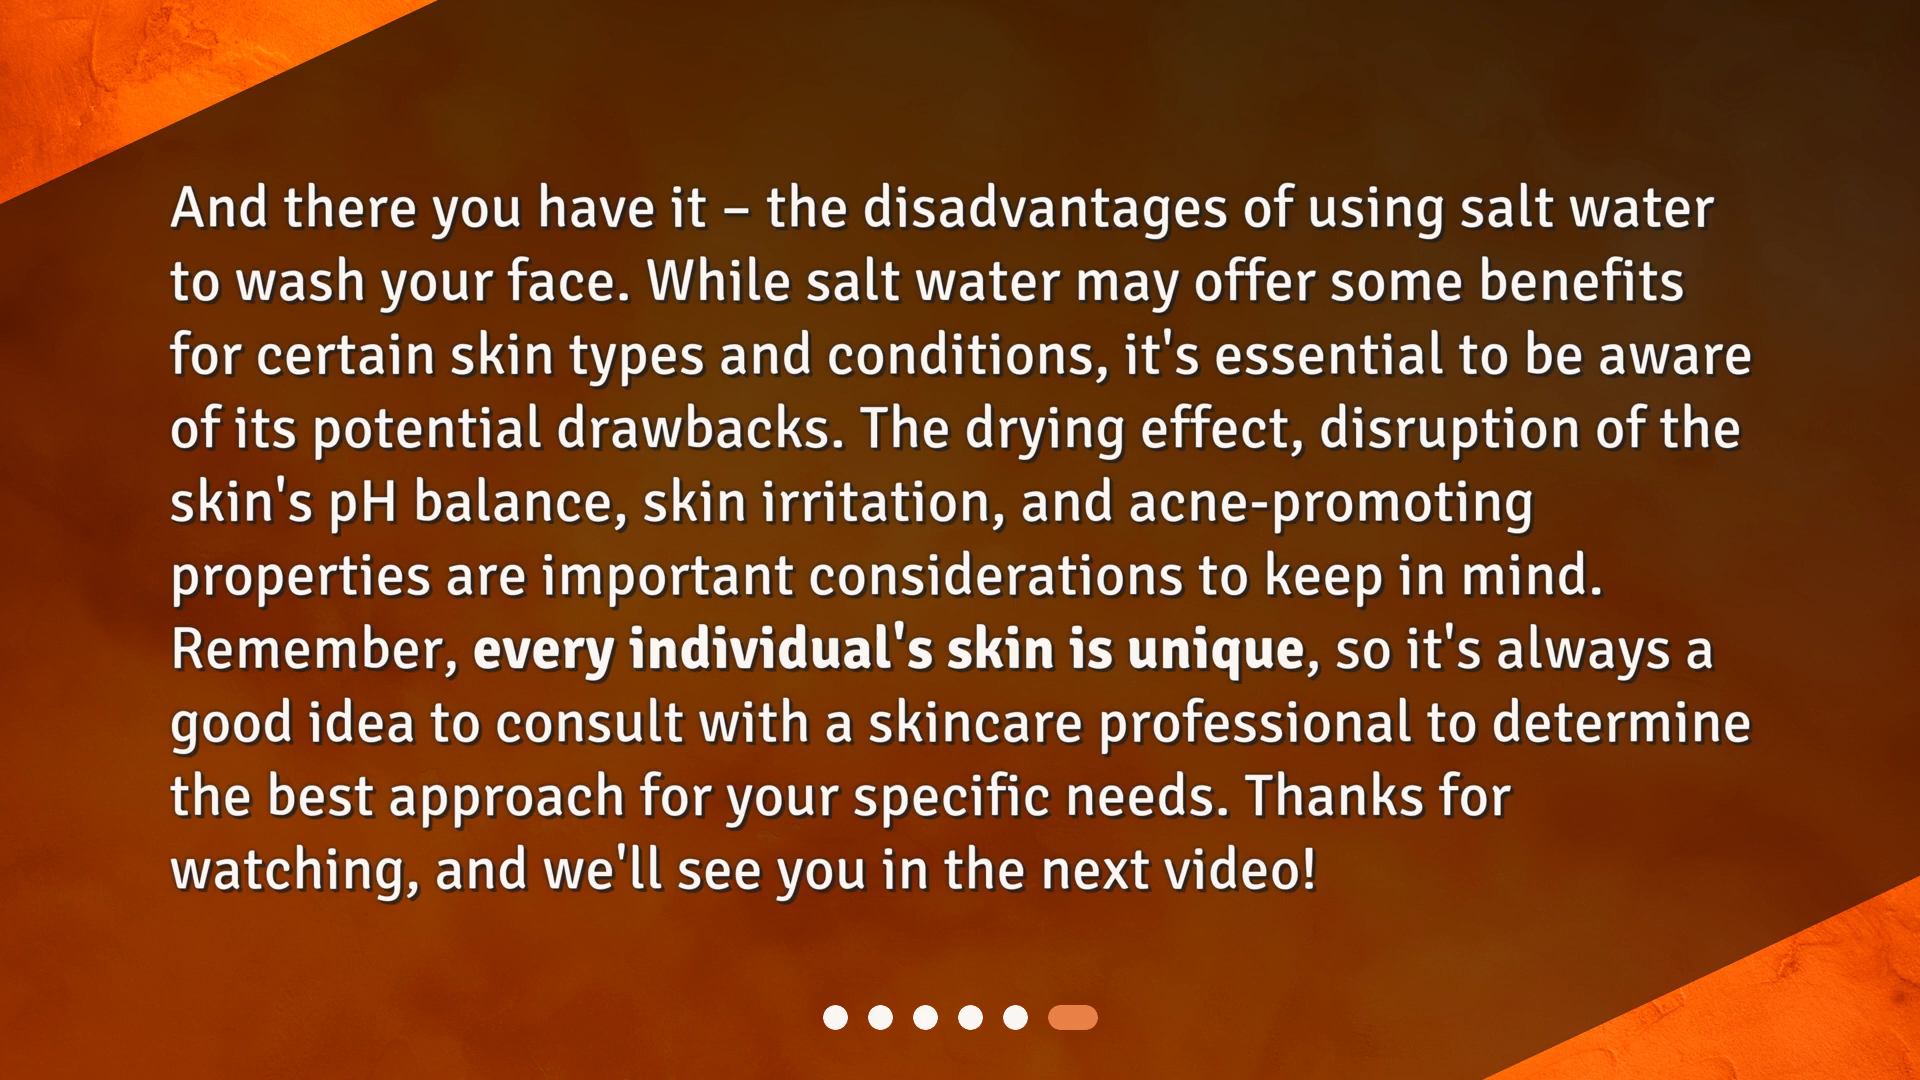 And there you have it – the disadvantages of using salt water
to wash your face. While salt water may offer some benefits
for certain skin types and conditions, it's essential to be aware
of its potential drawbacks. The drying effect, disruption of the
skin's pH balance, skin irritation, and acne-promoting
properties are important considerations to keep in mind.
Remember, every individual's skin is unique, so it's always a
good idea to consult with a skincare professional to determine
the best approach for your specific needs. Thanks for
watching, and we'll see you in the next video!